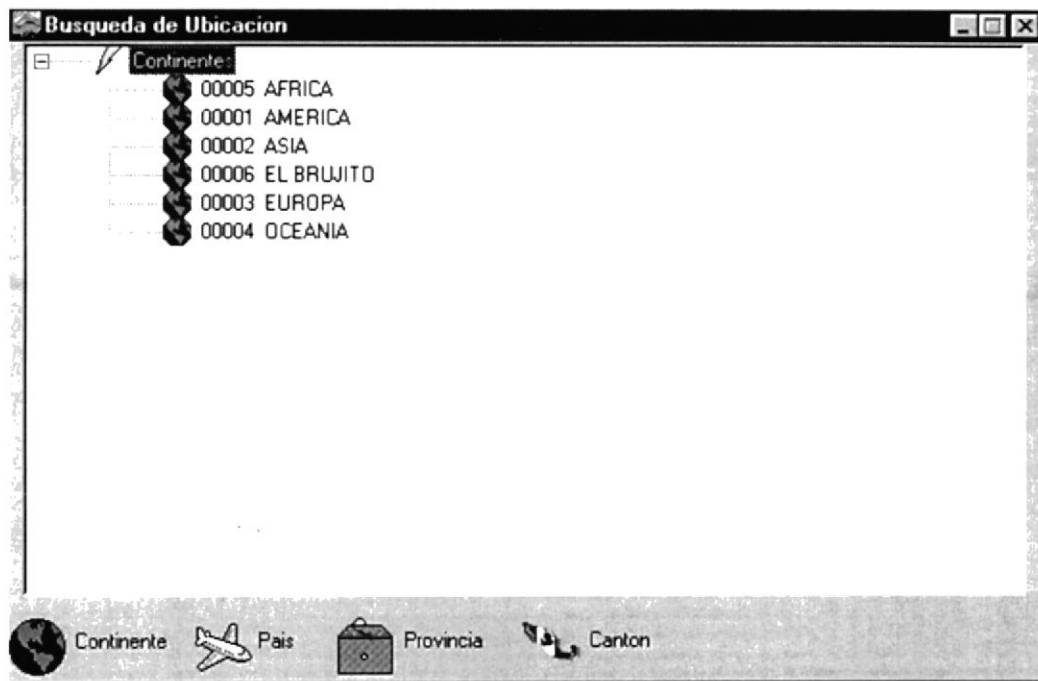 Busqueda de Ubicacion
Continentes
00005 AFRICA
00001 AMERICA
00002 ASIA
00006 EL BRUJITO
00003 EUROPA
00004 OCEANIA
Continente Pais Provincia Canton